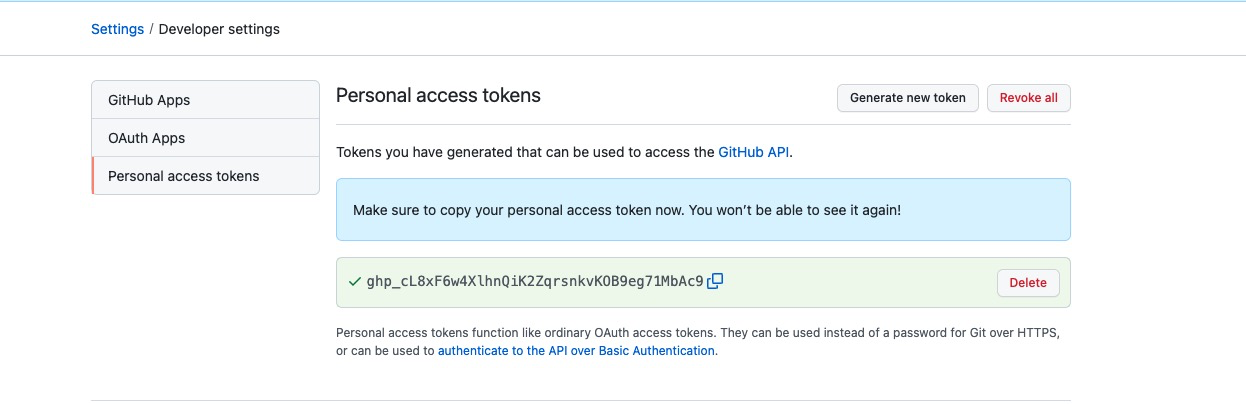 Settings / Developer settings
GitHub Apps
OAuth Apps
Personal access tokens
Personal access tokens
Generate new token
Revoke all
Tokens you have generated that can be used to access the GitHub API.
Make sure to copy your personal access token now. You won’t be able to see it again!
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
Delete
Personal access tokens function like ordinary OAuth access tokens. They can be used instead of a password for Git over HTTPS,
or can be used to authenticate to the API over Basic Authentication.